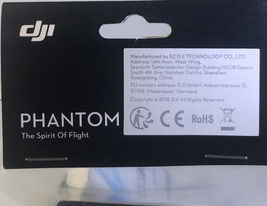 dji
Manufactured by SZ DJI TECHNOLOGY CO., LTD.
Address: 14th floor, West Wing,
Skyworth Semiconductor Design Building NO.18 Gaoxin
South 4th Ave, Nanshan District, Shenzhen,
Guangdong, China
EU contact address: DJI GmbH, Industriestrasse 12,
97618, Niederlauer, Germany
Copyright © 2016 DJI All Rights Reserved.
PHANTOM
The Spirit Of Flight
CE RoHS